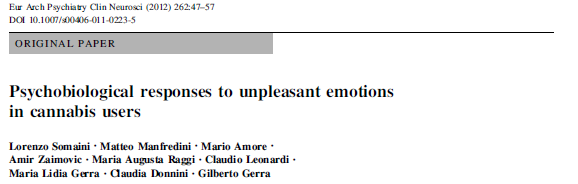 Eur Arch Psychiatry Clin Neurosci (2012) 262:47–57
DOI 10.1007/s00406-011-0223-5
ORIGINAL PAPER
Psychobiological responses to unpleasant emotions
in cannabis users
Lorenzo Somaini · Matteo Manfredini · Mario Amore ·
Amir Zaimovic · Maria Augusta Raggi · Claudio Leonardi ·
Maria Lidia Gerra · Claudia Donnini · Gilberto Gerra